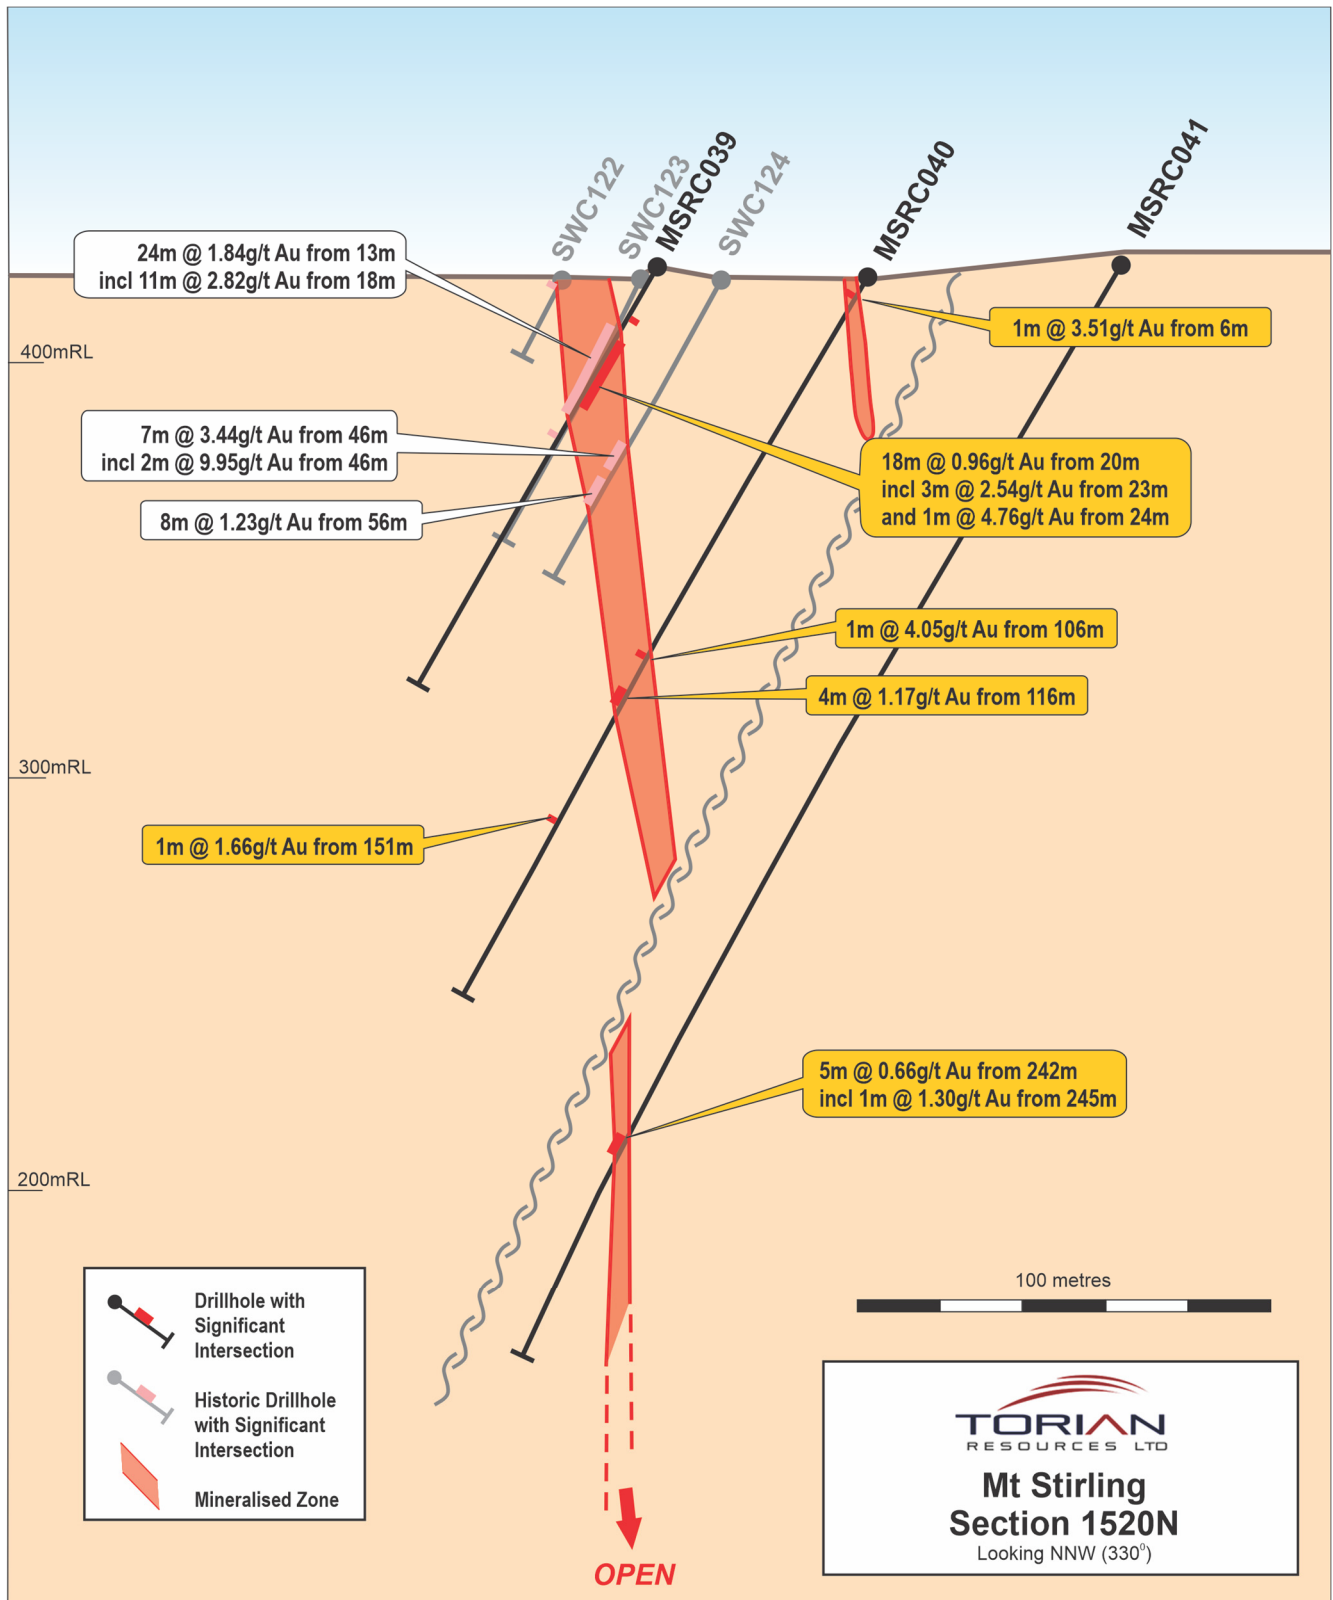 SWC122
SWC123
MSRC039
SWC124
MSRC040
MSRC041
24m @ 1.84g/t Au from 13m
incl 11m @ 2.82g/t Au from 18m
1m @ 3.51g/t Au from 6m
400mRL
7m @ 3.44g/t Au from 46m
incl 2m @ 9.95g/t Au from 46m
18m @ 0.96g/t Au from 20m
incl 3m @ 2.54g/t Au from 23m
and 1m @ 4.76g/t Au from 24m
8m @ 1.23g/t Au from 56m
1m @ 4.05g/t Au from 106m
4m @ 1.17g/t Au from 116m
300mRL
1m @ 1.66g/t Au from 151m
5m @ 0.66g/t Au from 242m
incl 1m @ 1.30g/t Au from 245m
200mRL
Drillhole with
Significant
Intersection
Historic Drillhole
with Significant
Intersection
Mineralised Zone
100 metres
TORIAN
RESOURCES LTD
Mt Stirling
Section 1520N
Looking NNW (330⁰)
OPEN